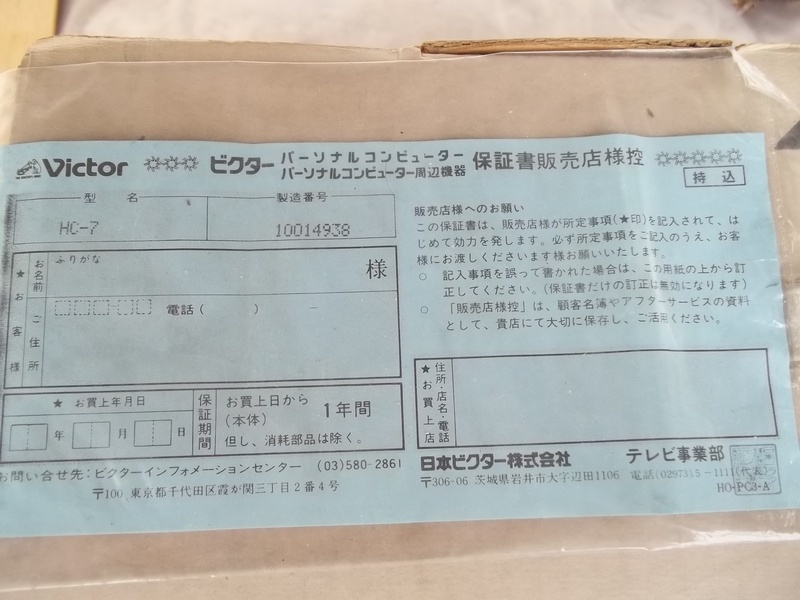 Victor ビクター パーソナルコンピューター パーソナルコンピューター周辺機器 保証書販売店様控
持込
型名 製造番号
HC-7 10014938
★お客様
お名前 ふりがな 様
ご住所 電話( ) −
★お買上年月日
年 月 日
保証期間
お買上日から
(本体) 1年間
但し、消耗部品は除く。
お問い合せ先:ビクターインフォメーションセンター (03)580-2861
〒100 東京都千代田区霞が関三丁目2番4号
販売店様へのお願い
この保証書は、販売店様が所定事項(★印)を記入されて、は
じめて効力を発します。必ず所定事項をご記入のうえ、お客
様にお渡しくださいます様お願いいたします。
○ 記入事項を誤って書かれた場合は、この用紙の上から訂
正してください。(保証書だけの訂正は無効になります)
○ 「販売店様控」は、顧客名簿やアフターサービスの資料
として、貴店にて大切に保存し、ご活用ください。
★お買上店
住所・店名・電話
日本ビクター株式会社 テレビ事業部
〒306-06 茨城県岩井市大字辺田1106 電話(02973)5-1111(代表)
HO-PC3-A